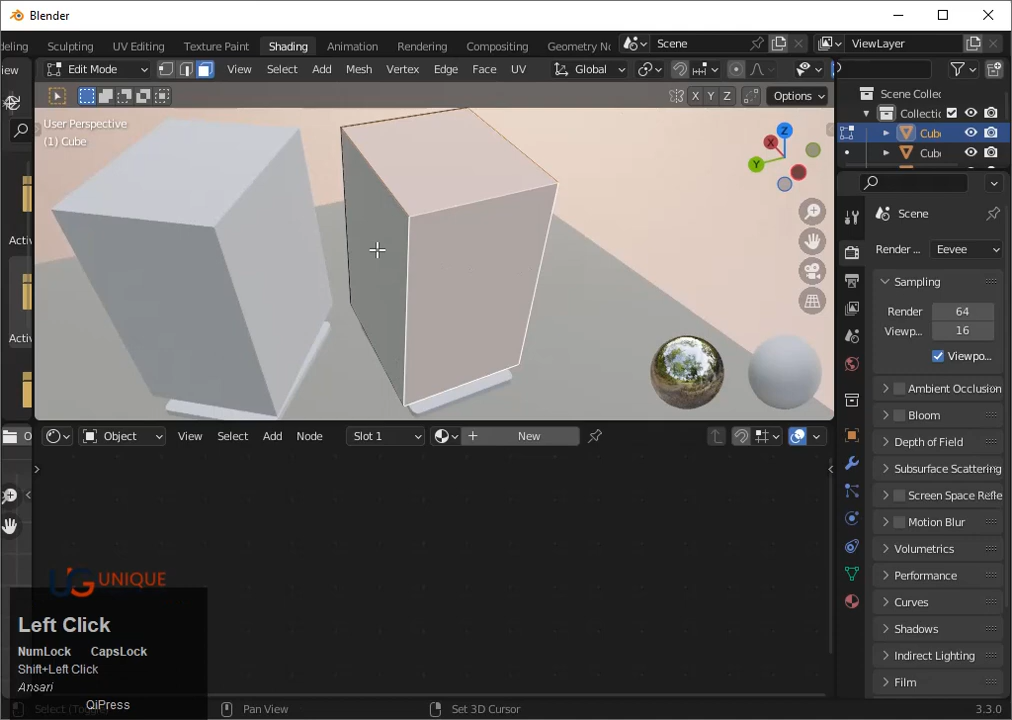 Blender
deling Sculpting UV Editing Texture Paint Shading Animation Rendering Compositing Geometry No Scene ViewLayer
iew Edit Mode View Select Add Mesh Vertex Edge Face UV Global
X Y Z Options
User Perspective
(1) Cube
Scene Collec
Collecti
Cub
Cub
Z
X
Y
Activ
Activ
Scene
Render ... Eevee
Sampling
Render 64
Viewp... 16
Viewpo...
Ambient Occlusion
Bloom
Depth of Field
Subsurface Scattering
Screen Space Refle
Motion Blur
Volumetrics
Performance
Curves
Shadows
Indirect Lighting
Film
O Object View Select Add Node Slot 1 New
UG UNIQUE
Left Click
NumLock CapsLock
Shift+Left Click
Ansari
QiPress
Select (To
Pan View
Set 3D Cursor
3.3.0